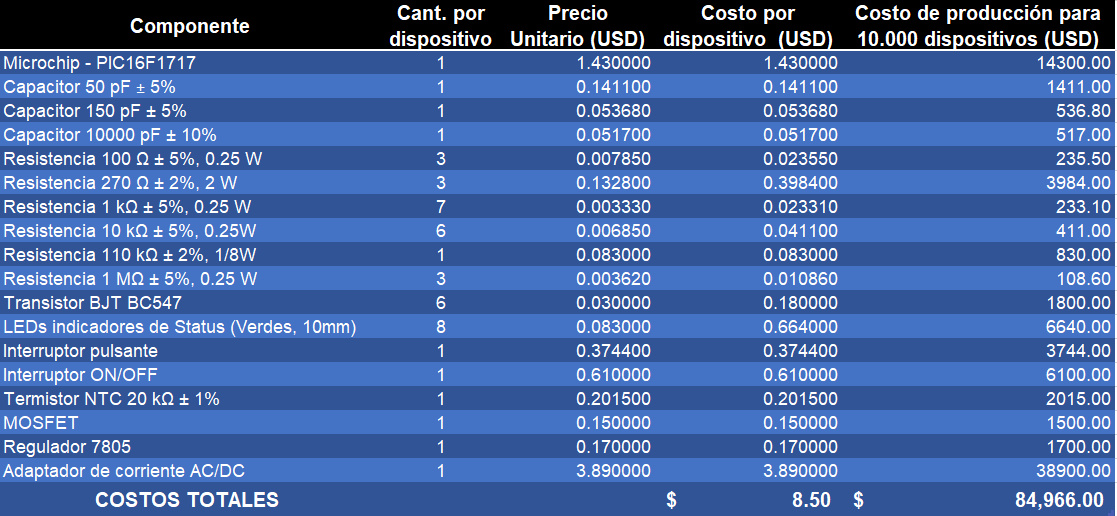 Componente Cant. por dispositivo Precio Unitario (USD) Costo por dispositivo (USD) Costo de producción para 10.000 dispositivos (USD)
Microchip - PIC16F1717 1 1.430000 1.430000 14300.00
Capacitor 50 pF ± 5% 1 0.141100 0.141100 1411.00
Capacitor 150 pF ± 5% 1 0.053680 0.053680 536.80
Capacitor 10000 pF ± 10% 1 0.051700 0.051700 517.00
Resistencia 100 Ω ± 5%, 0.25 W 3 0.007850 0.023550 235.50
Resistencia 270 Ω ± 2%, 2 W 3 0.132800 0.398400 3984.00
Resistencia 1 kΩ ± 5%, 0.25 W 7 0.003330 0.023310 233.10
Resistencia 10 kΩ ± 5%, 0.25W 6 0.006850 0.041100 411.00
Resistencia 110 kΩ ± 2%, 1/8W 1 0.083000 0.083000 830.00
Resistencia 1 MΩ ± 5%, 0.25 W 3 0.003620 0.010860 108.60
Transistor BJT BC547 6 0.030000 0.180000 1800.00
LEDs indicadores de Status (Verdes, 10mm) 8 0.083000 0.664000 6640.00
Interruptor pulsante 1 0.374400 0.374400 3744.00
Interruptor ON/OFF 1 0.610000 0.610000 6100.00
Termistor NTC 20 kΩ ± 1% 1 0.201500 0.201500 2015.00
MOSFET 1 0.150000 0.150000 1500.00
Regulador 7805 1 0.170000 0.170000 1700.00
Adaptador de corriente AC/DC 1 3.890000 3.890000 38900.00
COSTOS TOTALES $ 8.50 $ 84,966.00